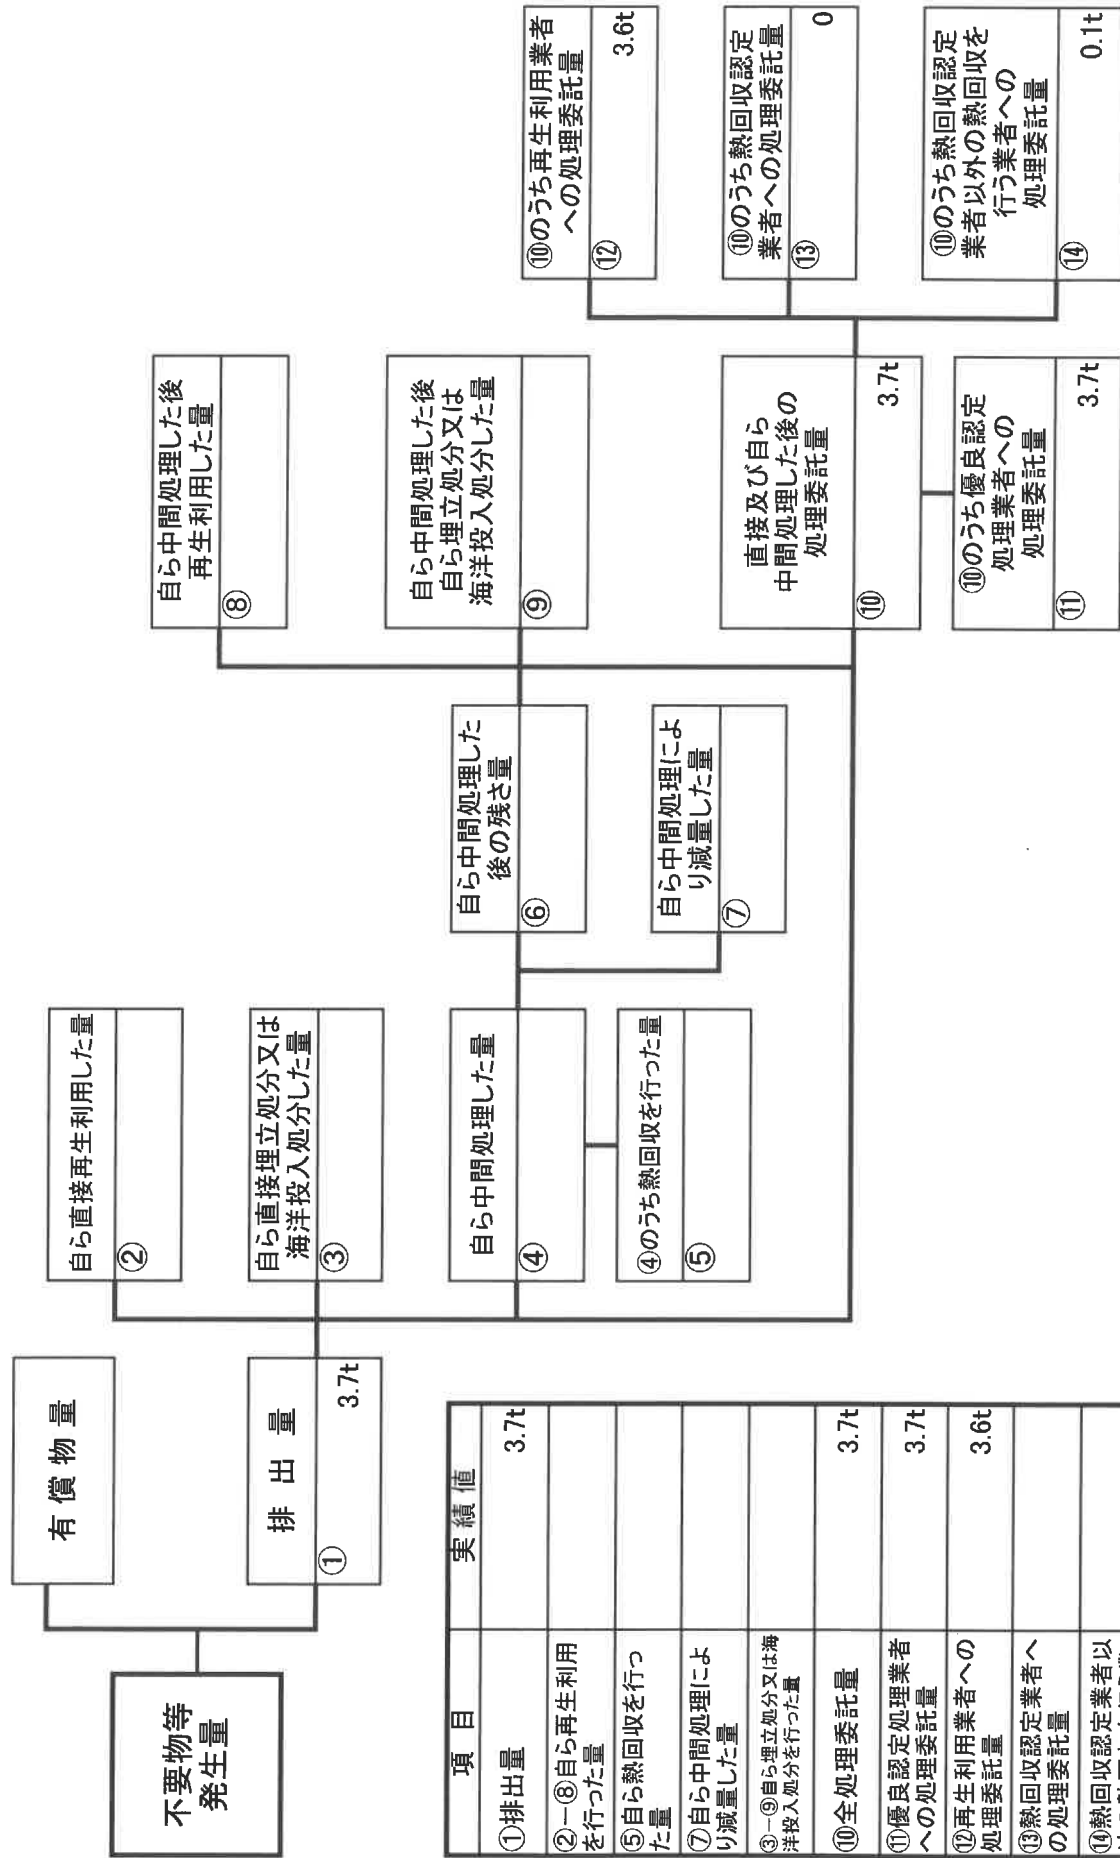 不要物等
発生量
有償物量
排出量
① 3.7t
自ら直接再生利用した量
②
自ら直接埋立処分又は
海洋投入処分した量
③
自ら中間処理した量
④
④のうち熱回収を行った量
⑤
自ら中間処理した
後の残さ量
⑥
自ら中間処理によ
り減量した量
⑦
自ら中間処理した後
再生利用した量
⑧
自ら中間処理した後
自ら埋立処分又は
海洋投入処分した量
⑨
直接及び自ら
中間処理した後の
処理委託量
⑩ 3.7t
⑩のうち優良認定
処理業者への
処理委託量
⑪ 3.7t
⑩のうち再生利用業者
への処理委託量
⑫ 3.6t
⑩のうち熱回収認定
業者への処理委託量
⑬ 0
⑩のうち熱回収認定
業者以外の熱回収を
行う業者への
処理委託量
⑭ 0.1t
項目 実績値
①排出量 3.7t
②ー⑧自ら再生利用
を行った量
⑤自ら熱回収を行っ
た量
⑦自ら中間処理によ
り減量した量
③ー⑨自ら埋立処分又は海
洋投入処分を行った量
⑩全処理委託量 3.7t
⑪優良認定処理業者
への処理委託量 3.7t
⑫再生利用業者への
処理委託量 3.6t
⑬熱回収認定業者へ
の処理委託量
⑭熱回収認定業者以